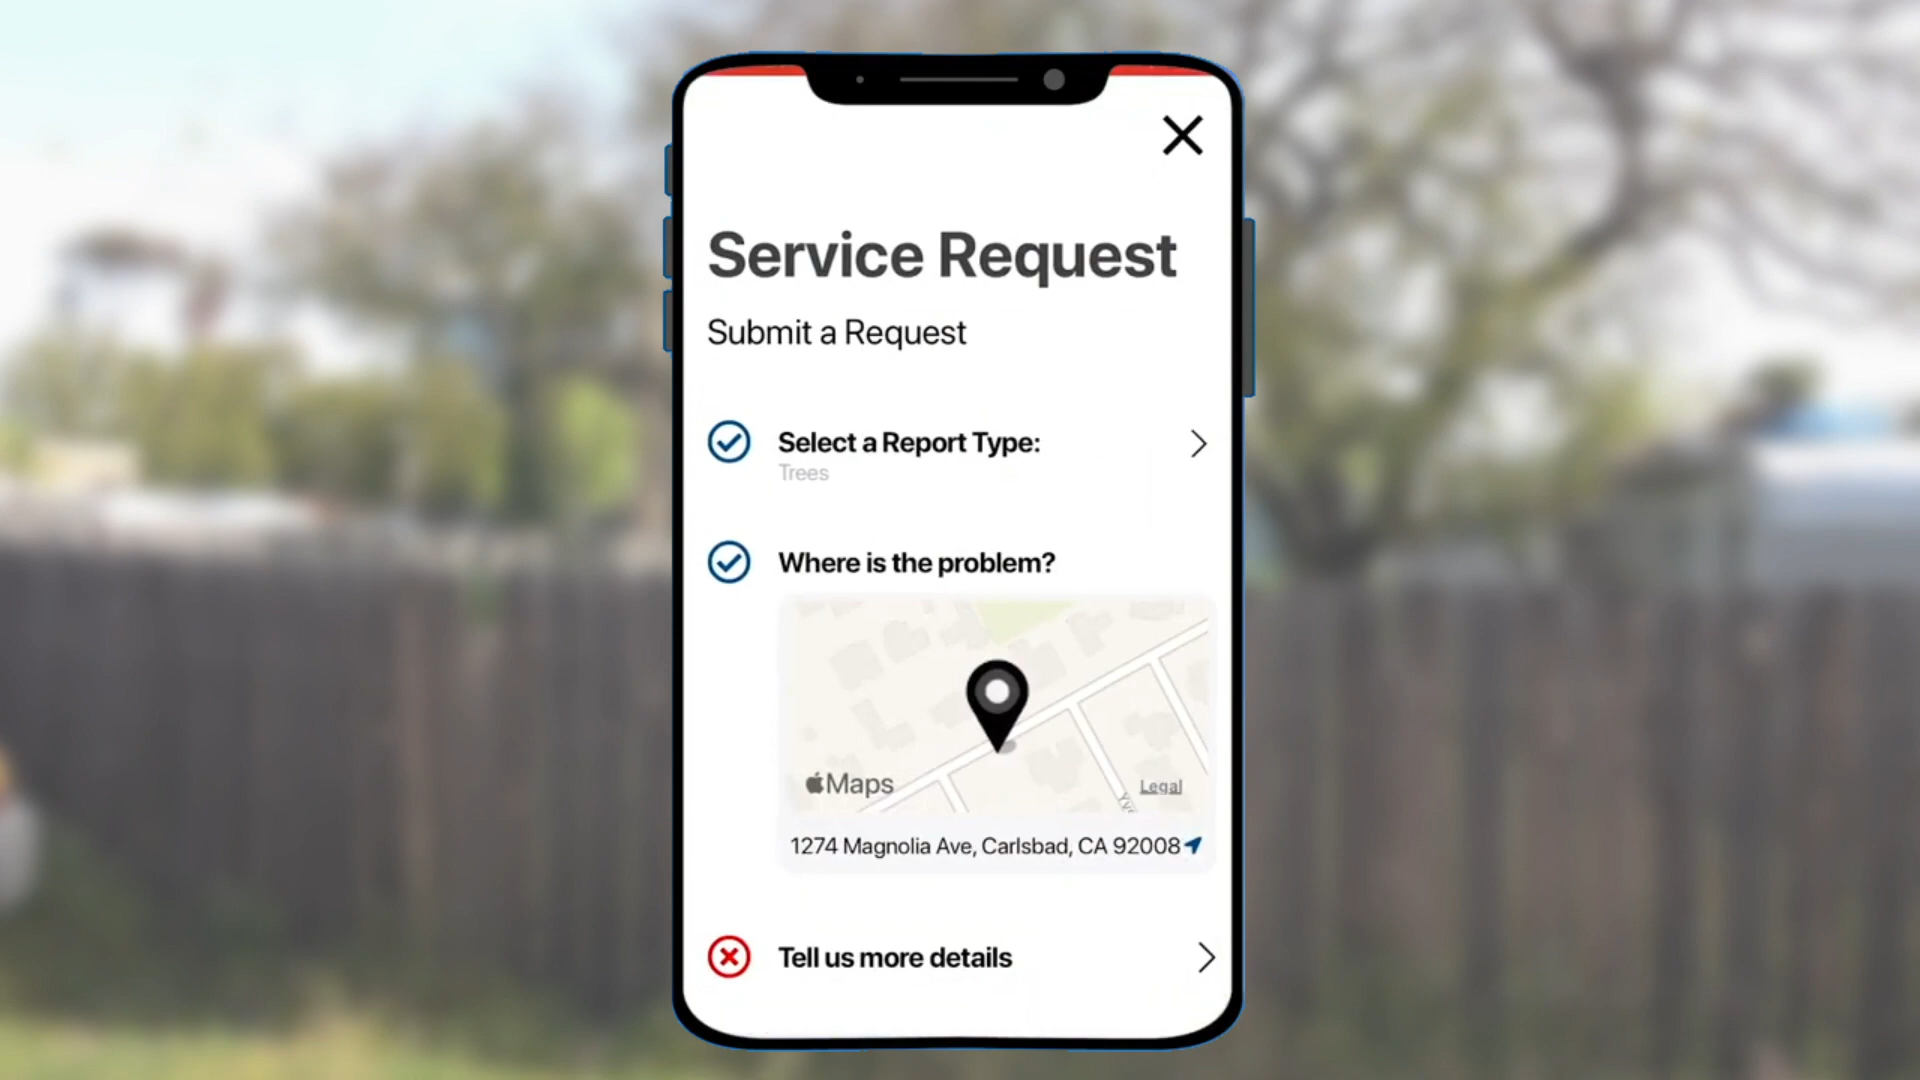 Service Request
Submit a Request
Select a Report Type:
Trees
Where is the problem?
Maps
Legal
1274 Magnolia Ave, Carlsbad, CA 92008
Tell us more details